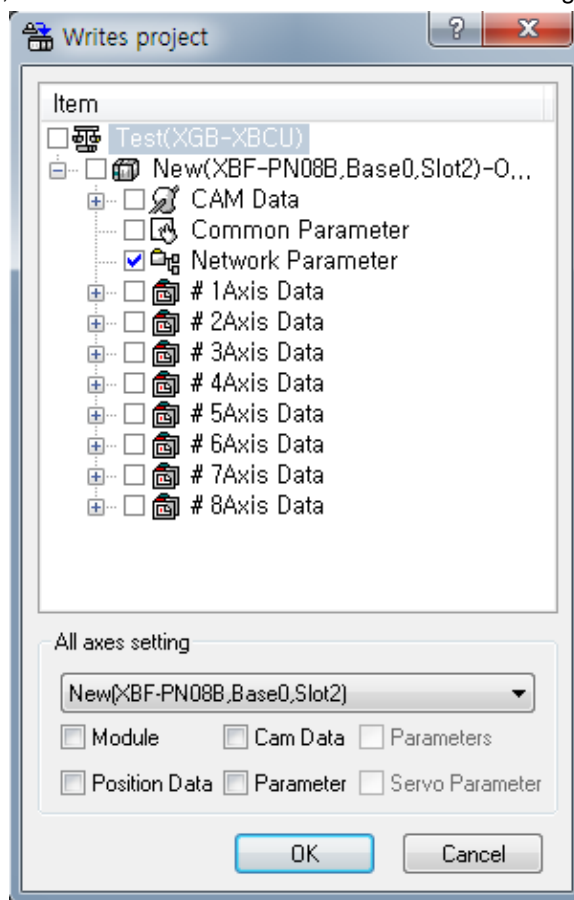 Writes project
Item
Test(XGB-XBCU)
New(XBF-PN08B,Base0,Slot2)-O...
CAM Data
Common Parameter
Network Parameter
# 1Axis Data
# 2Axis Data
# 3Axis Data
# 4Axis Data
# 5Axis Data
# 6Axis Data
# 7Axis Data
# 8Axis Data
All axes setting
New(XBF-PN08B,Base0,Slot2)
Module Cam Data Parameters
Position Data Parameter Servo Parameter
OK Cancel